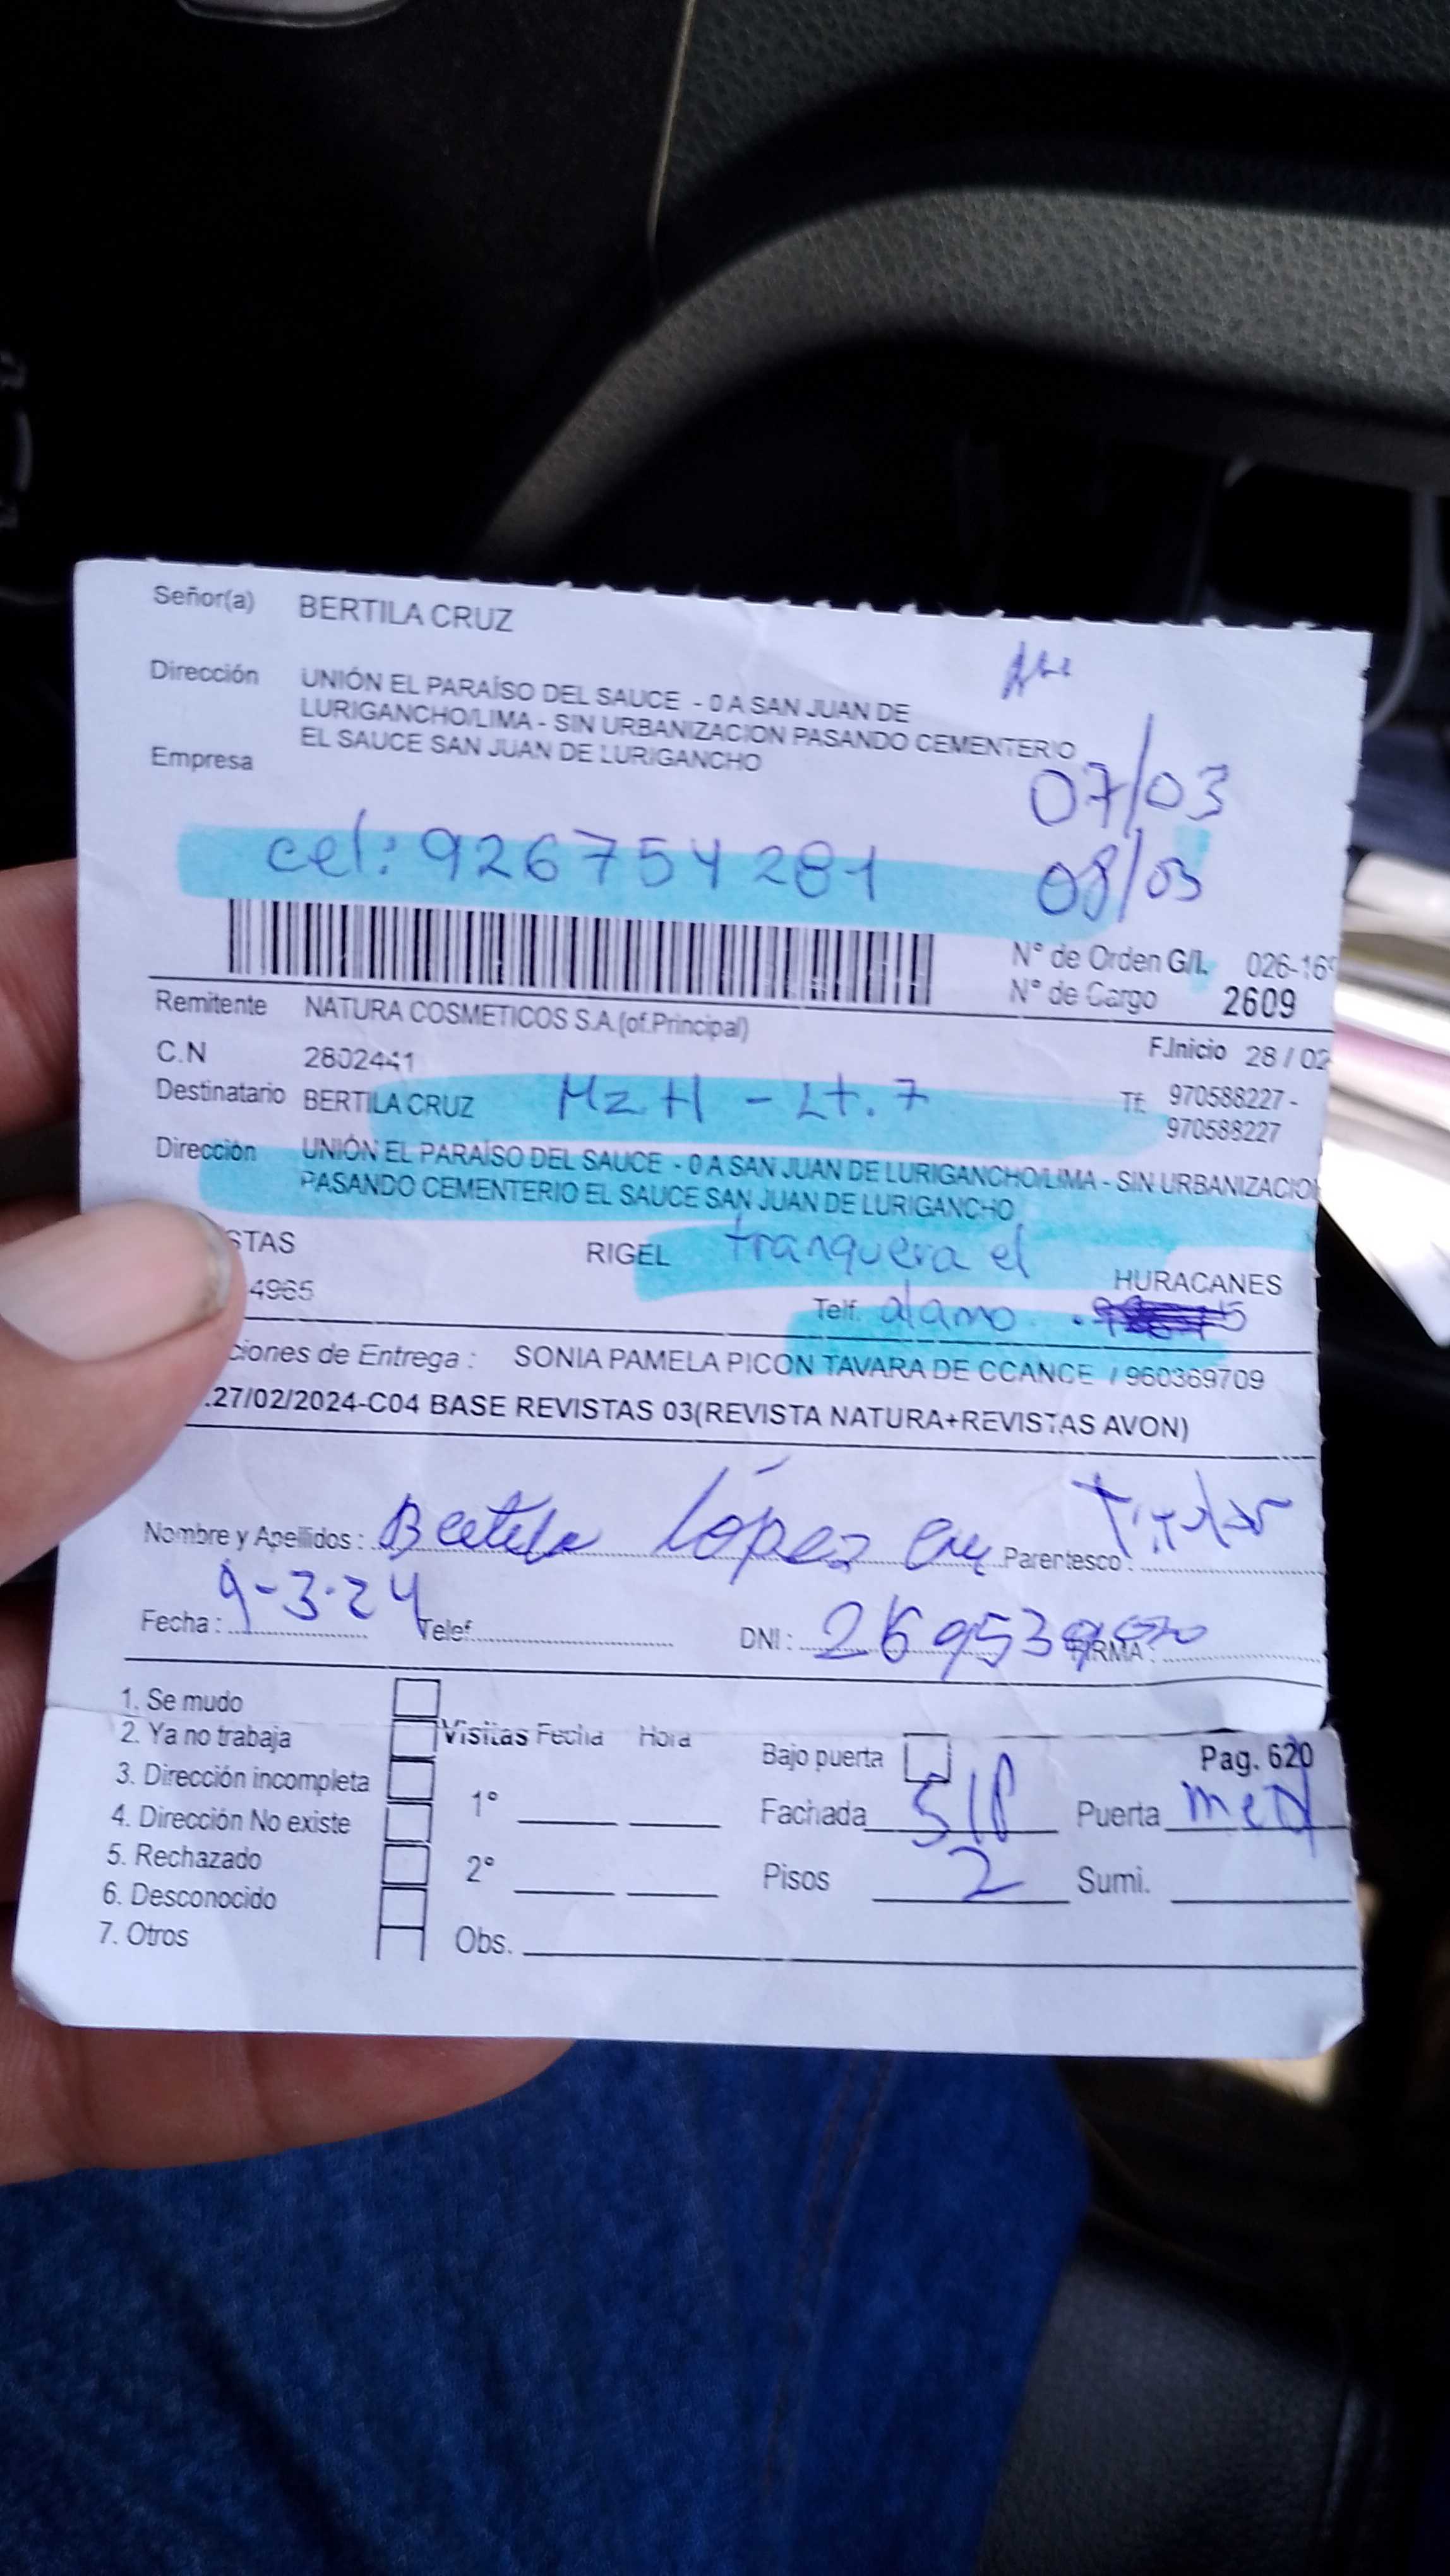 Señor(a) BERTILA CRUZ
Dirección UNIÓN EL PARAÍSO DEL SAUCE - 0 A SAN JUAN DE
LURIGANCHO/LIMA - SIN URBANIZACION PASANDO CEMENTERIO
EL SAUCE SAN JUAN DE LURIGANCHO
Empresa
07/03
cel: 926754281 08/03
N° de Orden G/L 026-16
N° de Cargo 2609
Remitente NATURA COSMETICOS S.A.(of.Principal)
F.Inicio 28 / 02
C.N 2802441
Destinatario BERTILA CRUZ Mz H - Lt. 7 Tf. 970588227 -
970588227
Dirección UNIÓN EL PARAÍSO DEL SAUCE - 0 A SAN JUAN DE LURIGANCHO/LIMA - SIN URBANIZACION
PASANDO CEMENTERIO EL SAUCE SAN JUAN DE LURIGANCHO
STAS RIGEL tranquera el HURACANES
4965 Telf. alamo
ciones de Entrega : SONIA PAMELA PICON TAVARA DE CCANCE / 960369709
.27/02/2024-C04 BASE REVISTAS 03(REVISTA NATURA+REVISTAS AVON)
Nombre y Apellidos : López Parentesco : Titular
Fecha : 9-3-24 Telef. DNI : FIRMA :
1. Se mudo
2. Ya no trabaja Visitas Fecha Hora Bajo puerta Pag. 620
3. Dirección incompleta 1° Fachada S/P Puerta med
4. Dirección No existe
5. Rechazado 2° Pisos 2 Sumi.
6. Desconocido
7. Otros Obs.